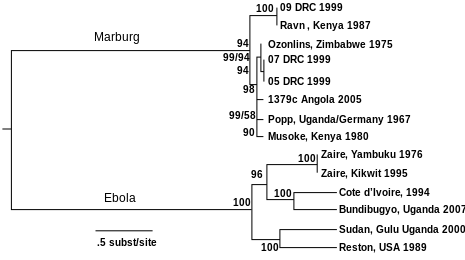 100 09 DRC 1999
Ravn , Kenya 1987
Marburg
94
Ozonlins, Zimbabwe 1975
99/94
07 DRC 1999
94
05 DRC 1999
98
1379c Angola 2005
99/58
Popp, Uganda/Germany 1967
90
Musoke, Kenya 1980
100
Zaire, Yambuku 1976
96
Zaire, Kikwit 1995
Ebola
100
100
Cote d'Ivoire, 1994
Bundibugyo, Uganda 2007
Sudan, Gulu Uganda 2000
.5 subst/site
100
Reston, USA 1989